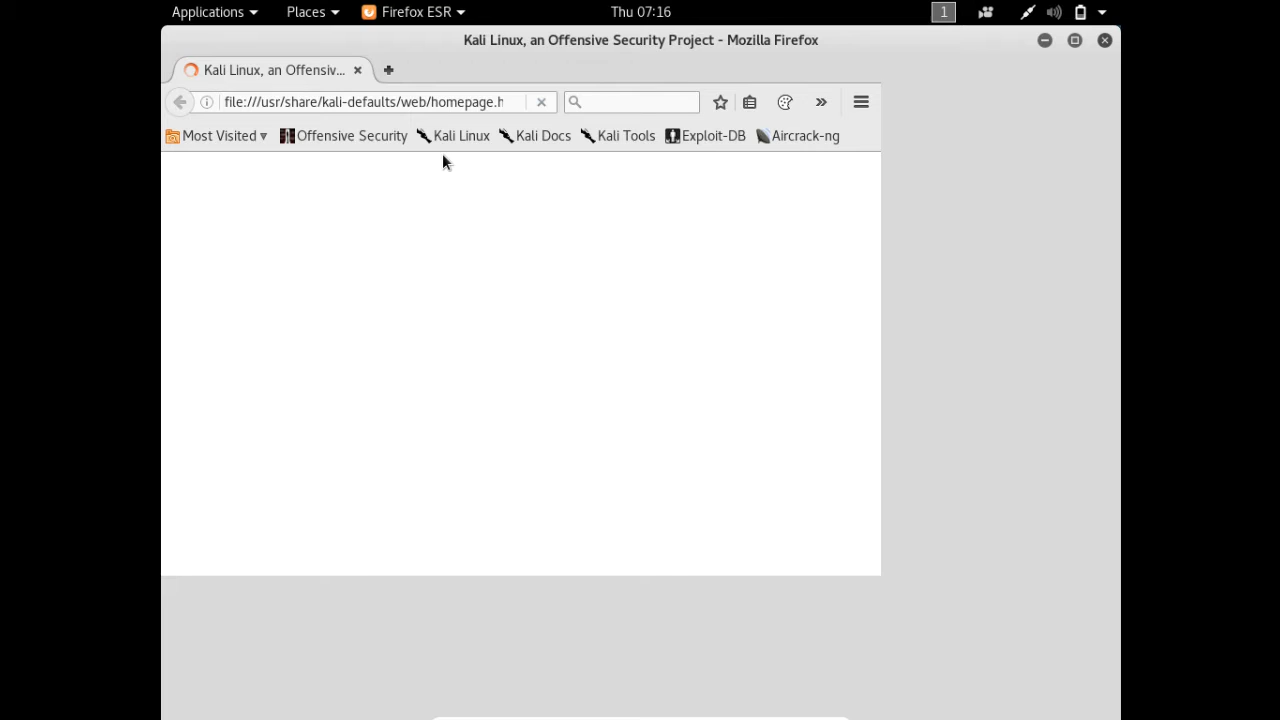 Applications Places Firefox ESR Thu 07:16 1
Kali Linux, an Offensive Security Project - Mozilla Firefox
Kali Linux, an Offensiv...
file:///usr/share/kali-defaults/web/homepage.h
Most Visited Offensive Security Kali Linux Kali Docs Kali Tools Exploit-DB Aircrack-ng